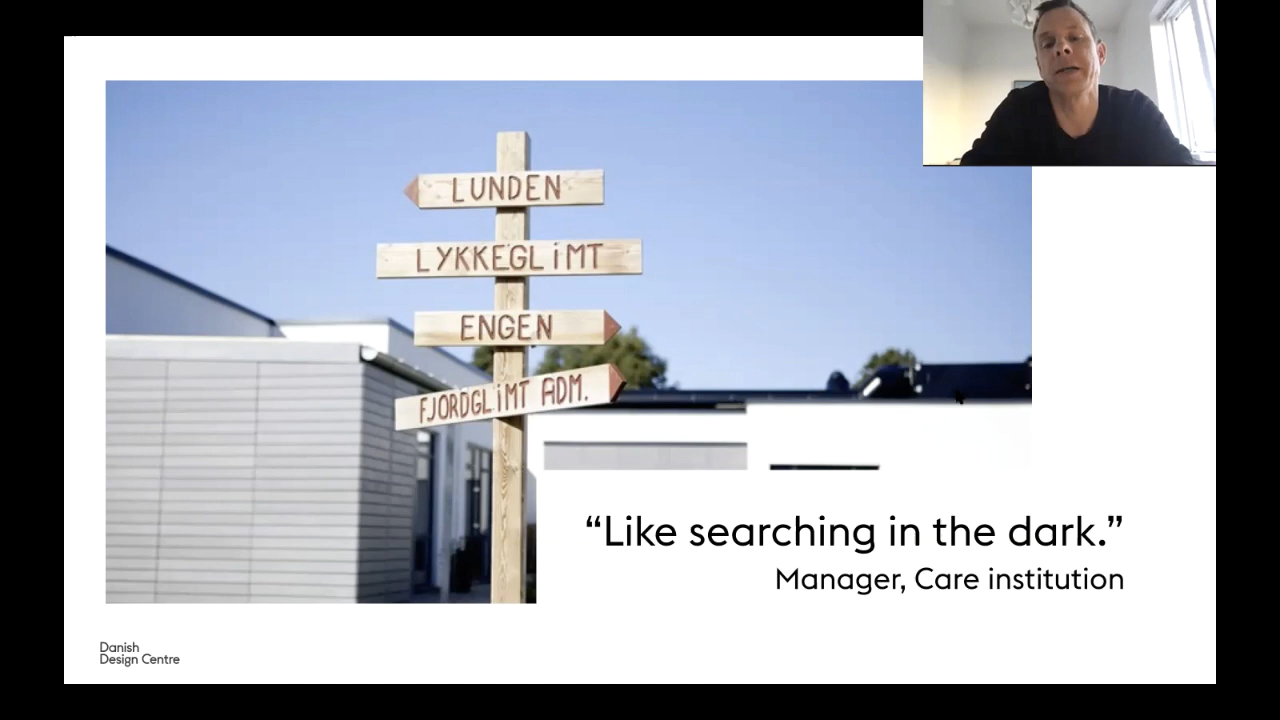 LUNDEN
LYKKEGLiMT
ENGEN
FJORDGLiMT ADM.
“Like searching in the dark.”
Manager, Care institution
Danish
Design Centre